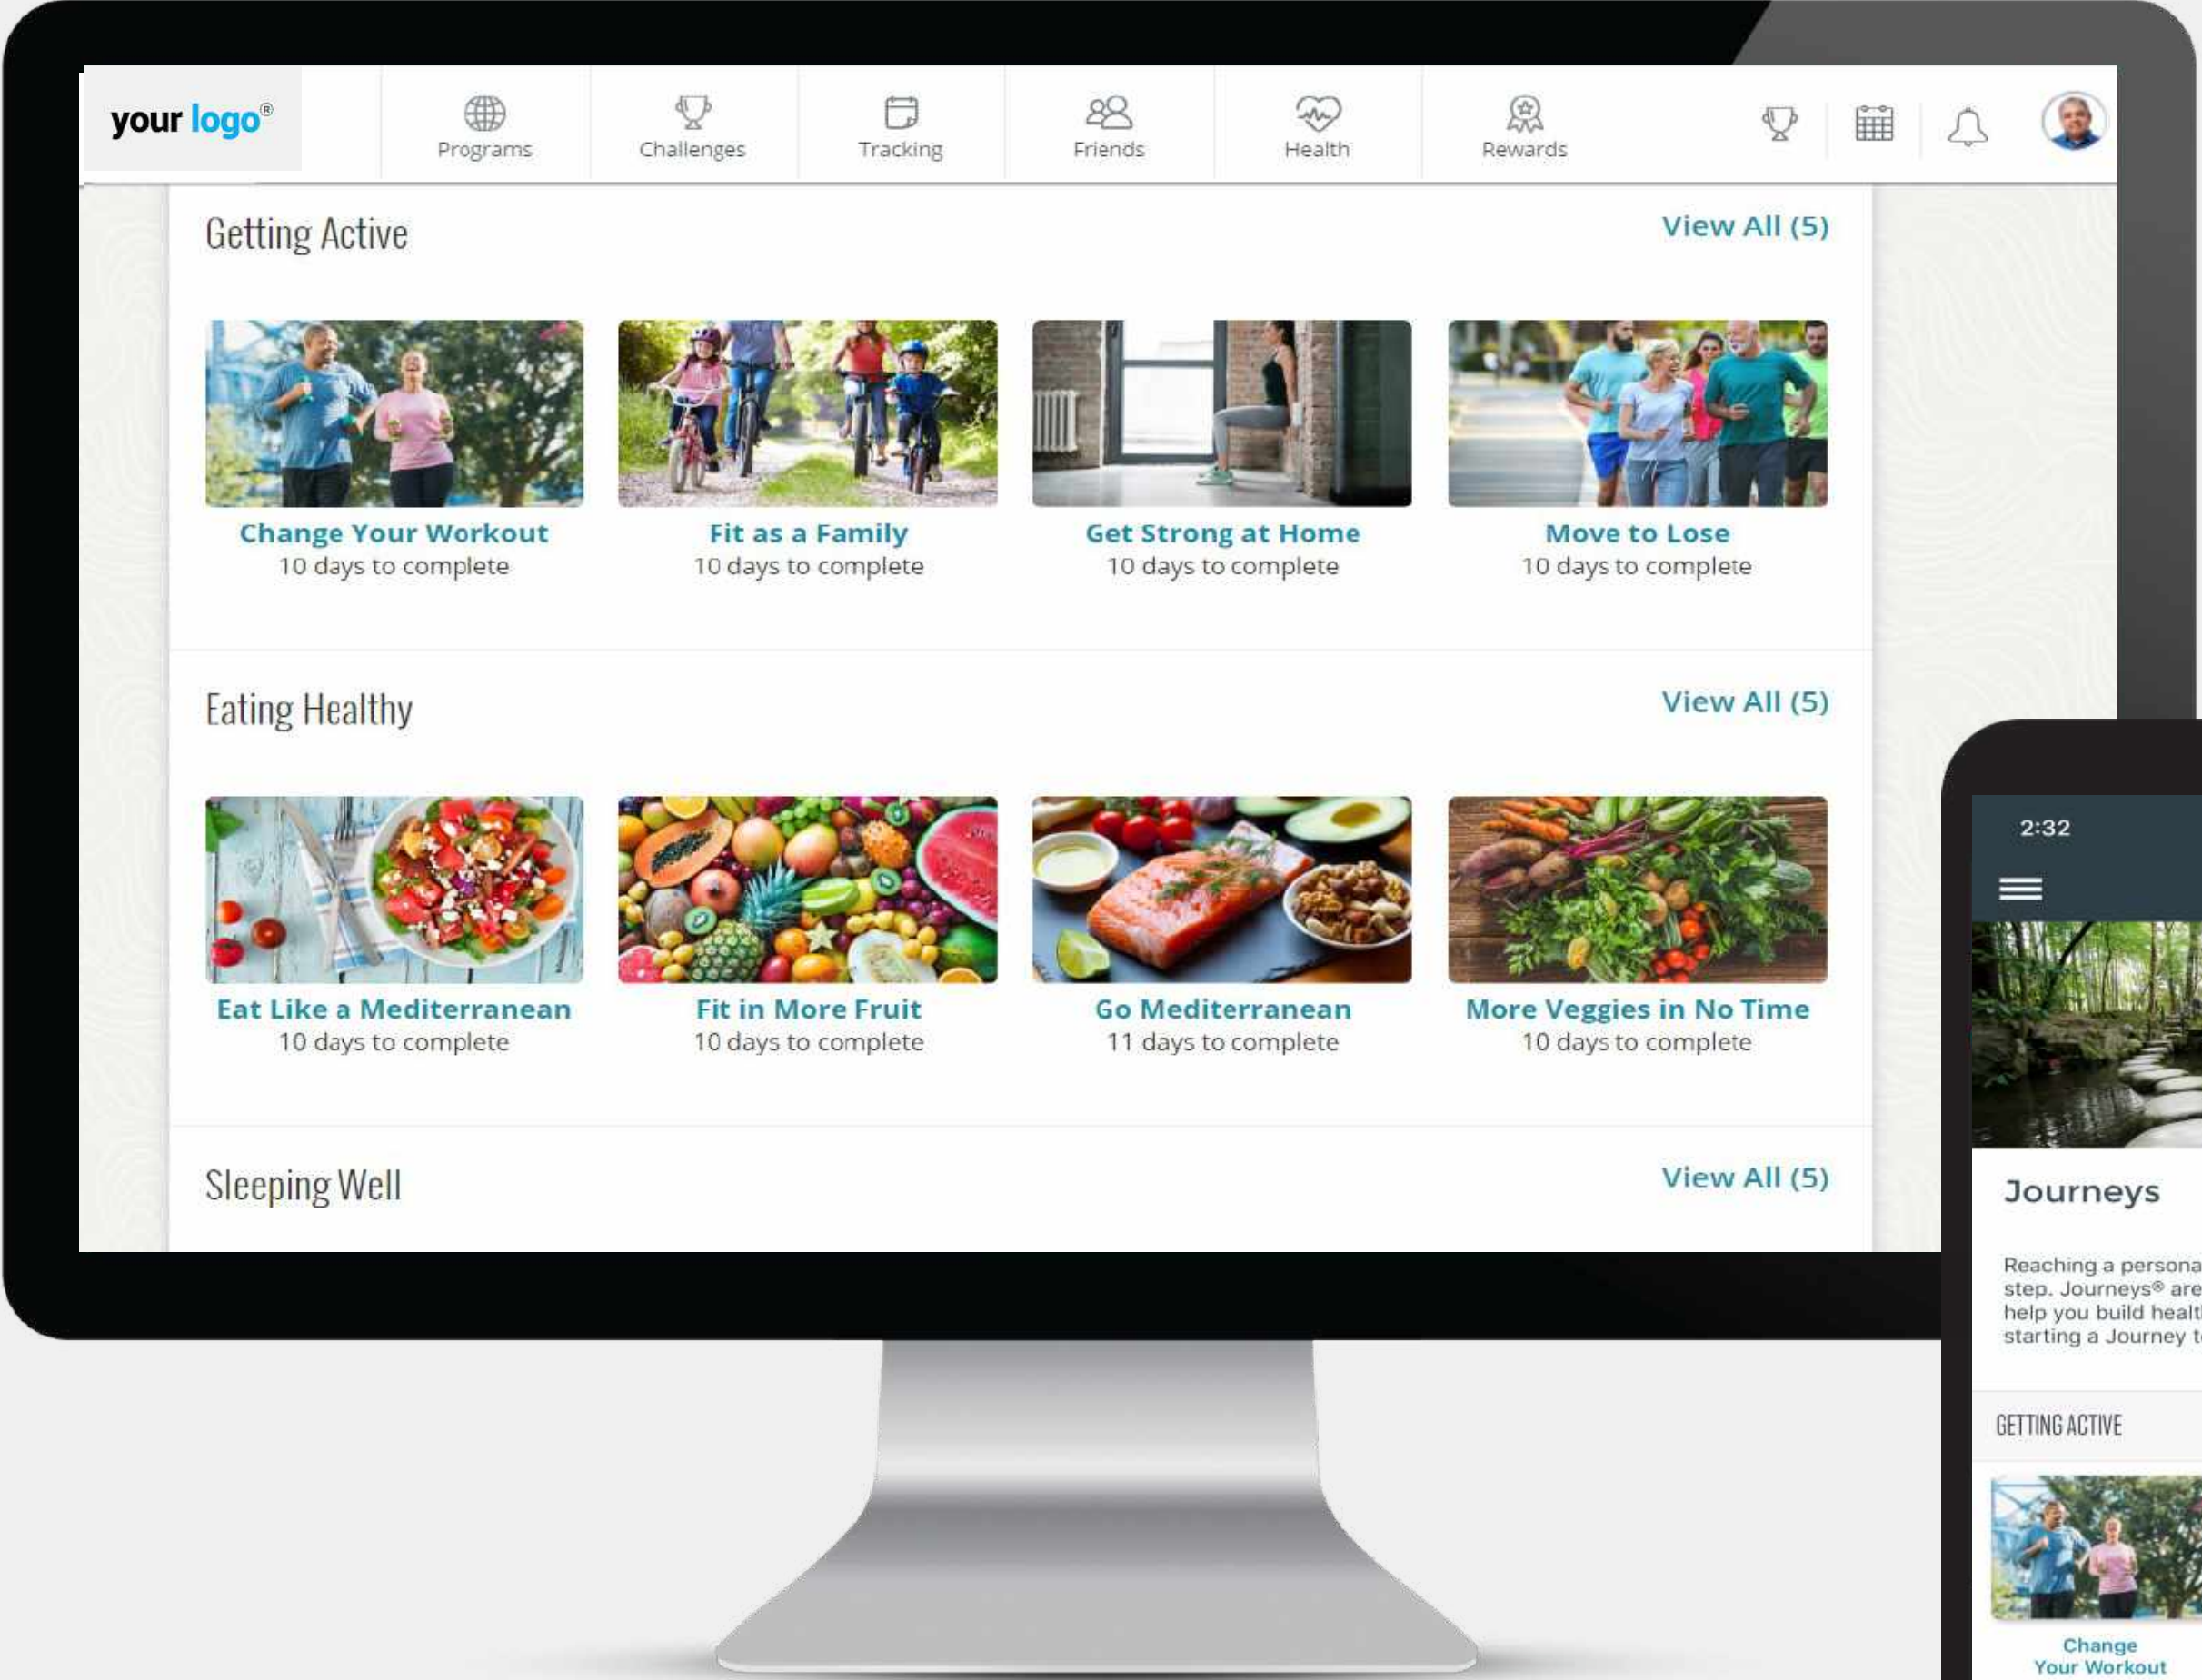 your logo®
Programs
Challenges
Tracking
Friends
Health
Rewards
Getting Active
View All (5)
Change Your Workout
10 days to complete
Fit as a Family
10 days to complete
Get Strong at Home
10 days to complete
Move to Lose
10 days to complete
Eating Healthy
View All (5)
Eat Like a Mediterranean
10 days to complete
Fit in More Fruit
10 days to complete
Go Mediterranean
11 days to complete
More Veggies in No Time
10 days to complete
Sleeping Well
View All (5)
2:32
Journeys
Reaching a persona
step. Journeys® are
help you build healt
starting a Journey t
GETTING ACTIVE
Change
Your Workout